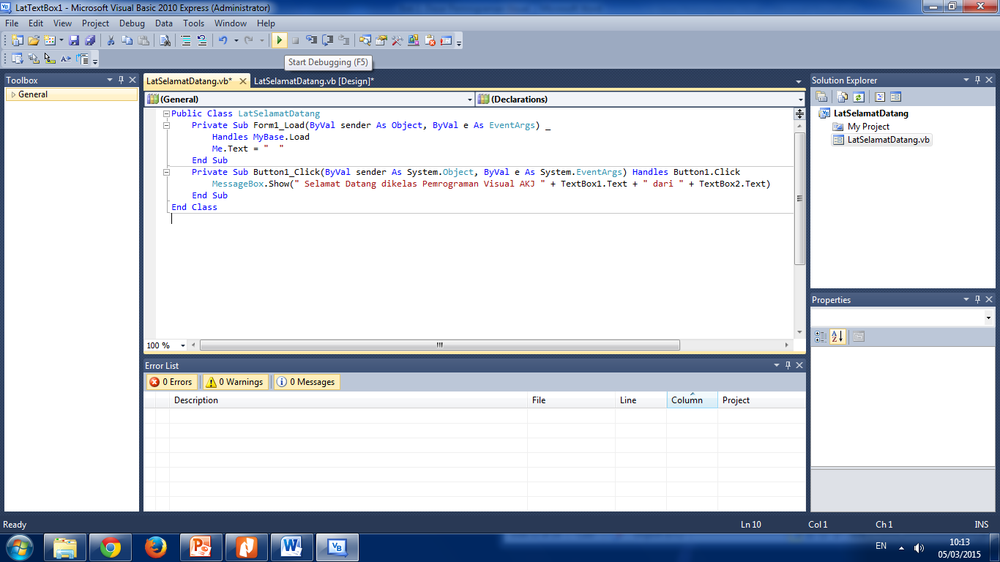 LatTextBox1 - Microsoft Visual Basic 2010 Express (Administrator)
File Edit View Project Debug Data Tools Window Help
Start Debugging (F5)
Toolbox
General
LatSelamatDatang.vb* LatSelamatDatang.vb [Design]*
(General) (Declarations)
Public Class LatSelamatDatang
Private Sub Form1_Load(ByVal sender As Object, ByVal e As EventArgs) _
Handles MyBase.Load
Me.Text = "  "
End Sub
Private Sub Button1_Click(ByVal sender As System.Object, ByVal e As System.EventArgs) Handles Button1.Click
MessageBox.Show(" Selamat Datang dikelas Pemrograman Visual AKJ " + TextBox1.Text + " dari " + TextBox2.Text)
End Sub
End Class
100 %
Solution Explorer
LatSelamatDatang
My Project
LatSelamatDatang.vb
Properties
Error List
0 Errors 0 Warnings 0 Messages
Description File Line Column Project
Ready Ln 10 Col 1 Ch 1 INS
EN 10:13
05/03/2015